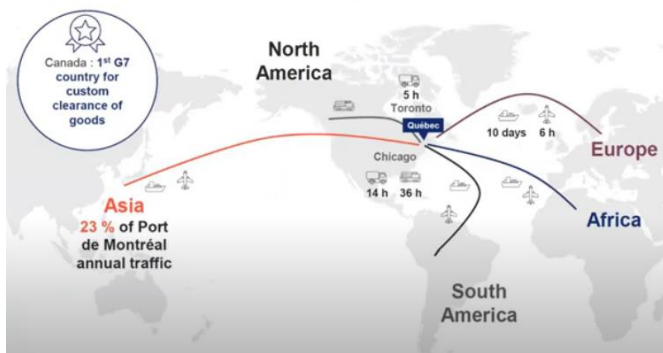 Canada : 1st G7
country for
custom
clearance of
goods
North
America
5 h
Toronto
Québec
10 days
6 h
Europe
Chicago
14 h
36 h
Asia
23 % of Port
de Montréal
annual traffic
Africa
South
America